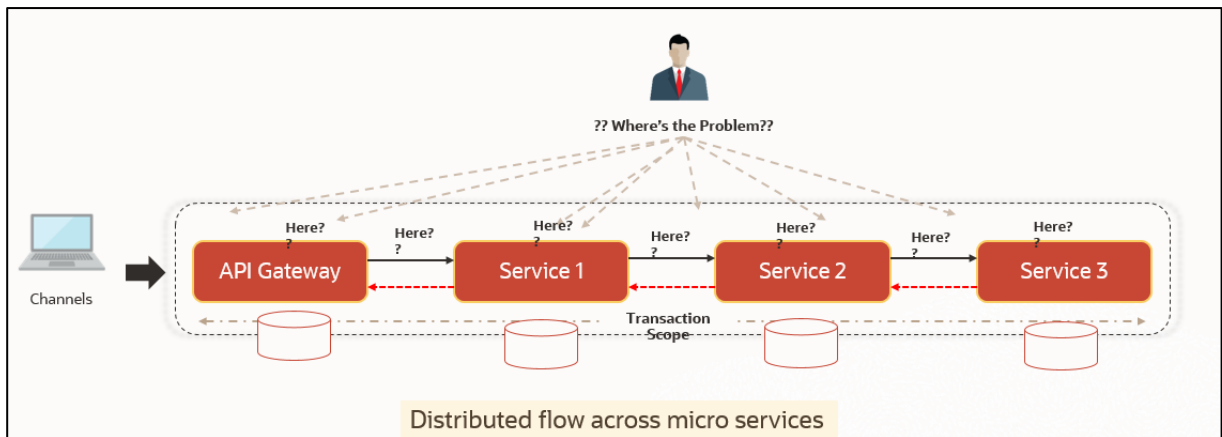 ?? Where's the Problem??
Here?
?
Here?
?
Here?
?
Here?
?
Here?
?
Here?
?
Here?
?
API Gateway
Service 1
Service 2
Service 3
Channels
Transaction
Scope
Distributed flow across micro services